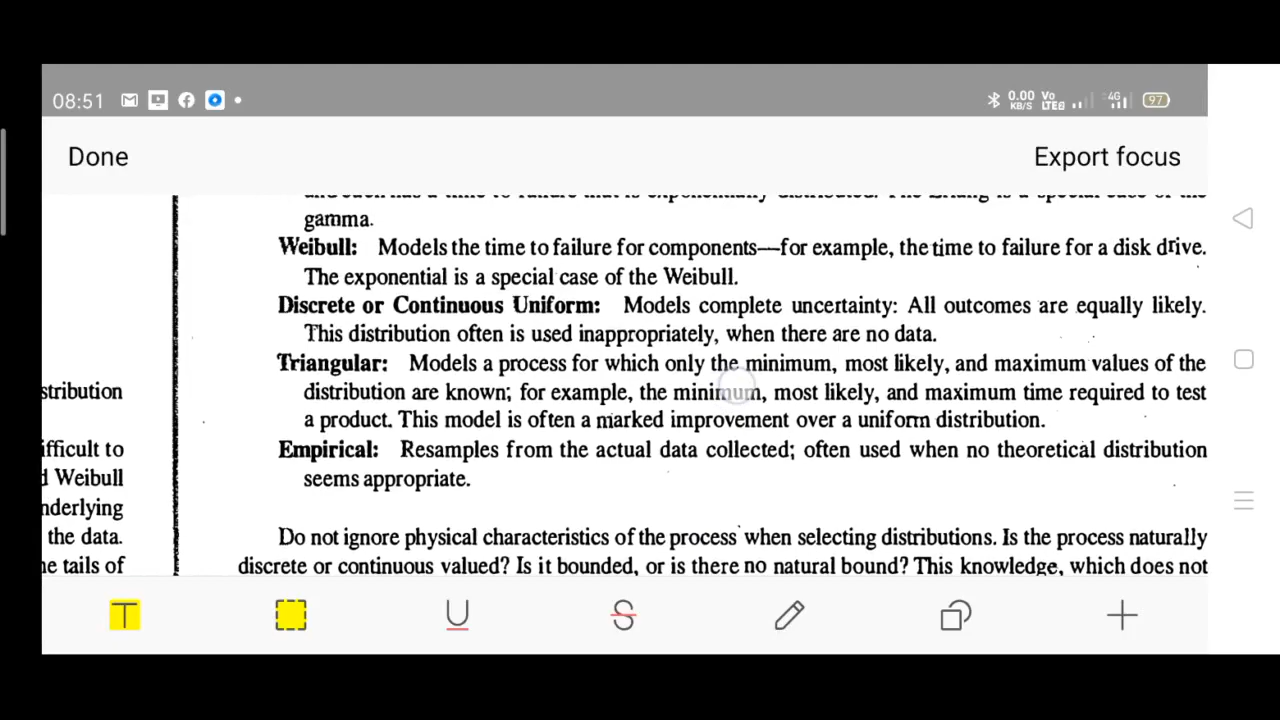 08:51
0.00 KB/S Vo LTE 4G 97
Done
Export focus
gamma.
Weibull: Models the time to failure for components—for example, the time to failure for a disk drive.
The exponential is a special case of the Weibull.
Discrete or Continuous Uniform: Models complete uncertainty: All outcomes are equally likely.
This distribution often is used inappropriately, when there are no data.
Triangular: Models a process for which only the minimum, most likely, and maximum values of the
distribution are known; for example, the minimum, most likely, and maximum time required to test
a product. This model is often a marked improvement over a uniform distribution.
Empirical: Resamples from the actual data collected; often used when no theoretical distribution
seems appropriate.
Do not ignore physical characteristics of the process when selecting distributions. Is the process naturally
discrete or continuous valued? Is it bounded, or is there no natural bound? This knowledge, which does not
stribution
ifficult to
d Weibull
nderlying
the data.
he tails of
T
U
S